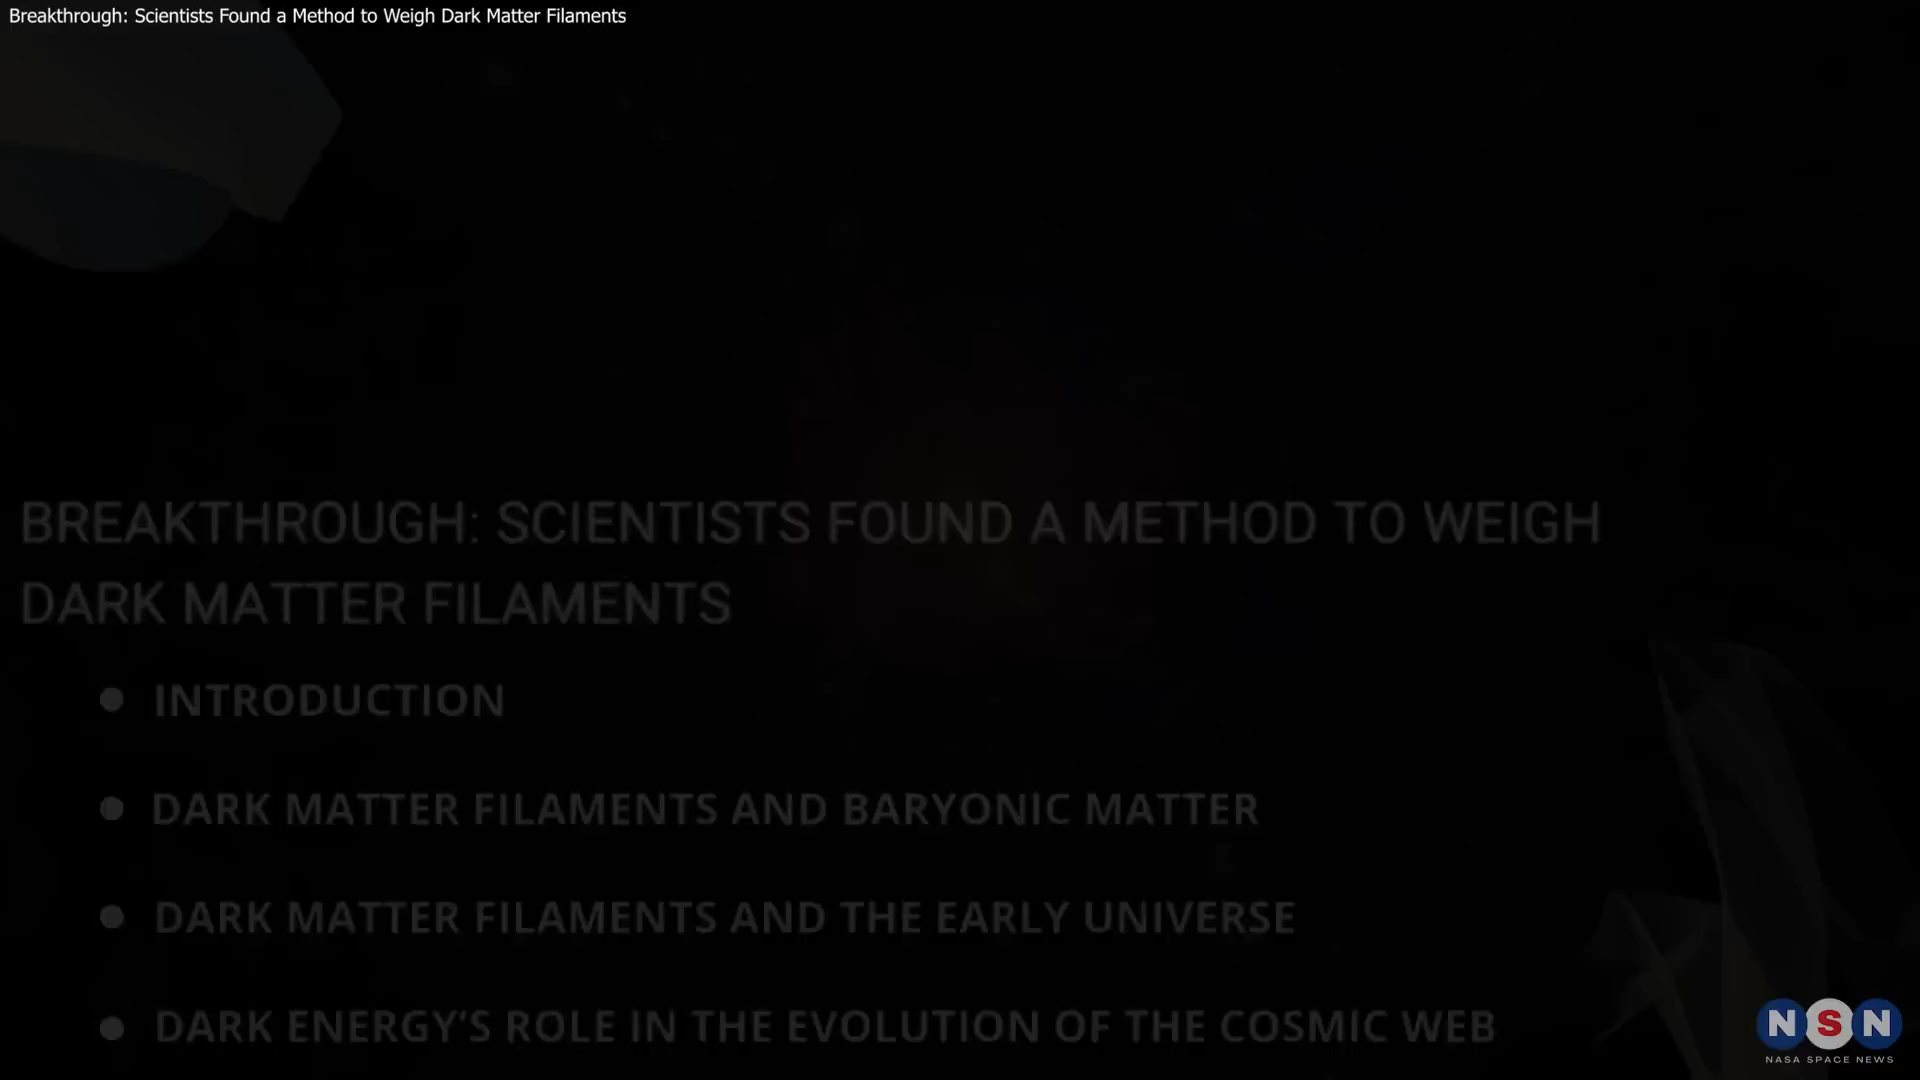 Breakthrough: Scientists Found a Method to Weigh Dark Matter Filaments
BREAKTHROUGH: SCIENTISTS FOUND A METHOD TO WEIGH
DARK MATTER FILAMENTS
INTRODUCTION
DARK MATTER FILAMENTS AND BARYONIC MATTER
DARK MATTER FILAMENTS AND THE EARLY UNIVERSE
DARK ENERGY'S ROLE IN THE EVOLUTION OF THE COSMIC WEB
NSN
NASA SPACE NEWS